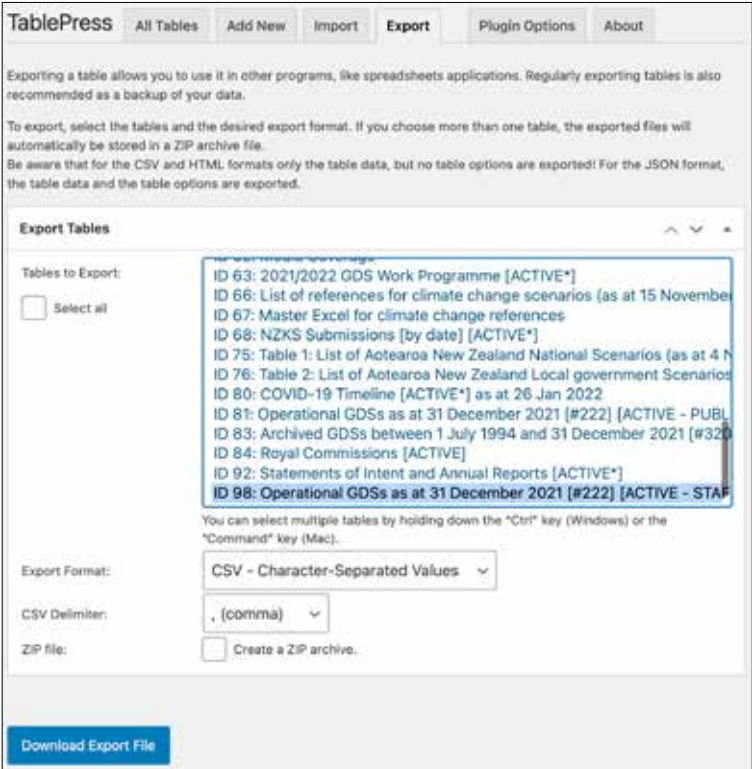 TablePress All Tables Add New Import Export Plugin Options About
Exporting a table allows you to use it in other programs, like spreadsheets applications. Regularly exporting tables is also
recommended as a backup of your data.
To export, select the tables and the desired export format. If you choose more than one table, the exported files will
automatically be stored in a ZIP archive file.
Be aware that for the CSV and HTML formats only the table data, but no table options are exported! For the JSON format,
the table data and the table options are exported.
Export Tables
Tables to Export:
Select all
ID 63: 2021/2022 GDS Work Programme [ACTIVE*]
ID 66: List of references for climate change scenarios (as at 15 November
ID 67: Master Excel for climate change references
ID 68: NZKS Submissions [by date] [ACTIVE*]
ID 75: Table 1: List of Aotearoa New Zealand National Scenarios (as at 4 N
ID 76: Table 2: List of Aotearoa New Zealand Local government Scenarios
ID 80: COVID-19 Timeline [ACTIVE*] as at 26 Jan 2022
ID 81: Operational GDSs as at 31 December 2021 [#222] [ACTIVE - PUBL
ID 83: Archived GDSs between 1 July 1994 and 31 December 2021 [#320
ID 84: Royal Commissions [ACTIVE]
ID 92: Statements of Intent and Annual Reports [ACTIVE*]
ID 98: Operational GDSs as at 31 December 2021 [#222] [ACTIVE - STAF
You can select multiple tables by holding down the "Ctrl" key (Windows) or the
"Command" key (Mac).
Export Format: CSV - Character-Separated Values
CSV Delimiter: , (comma)
ZIP file: Create a ZIP archive.
Download Export File